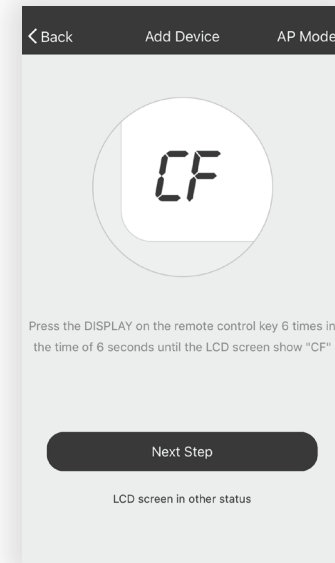 Back Add Device AP Mode
CF
Press the DISPLAY on the remote control key 6 times in
the time of 6 seconds until the LCD screen show "CF"
Next Step
LCD screen in other status